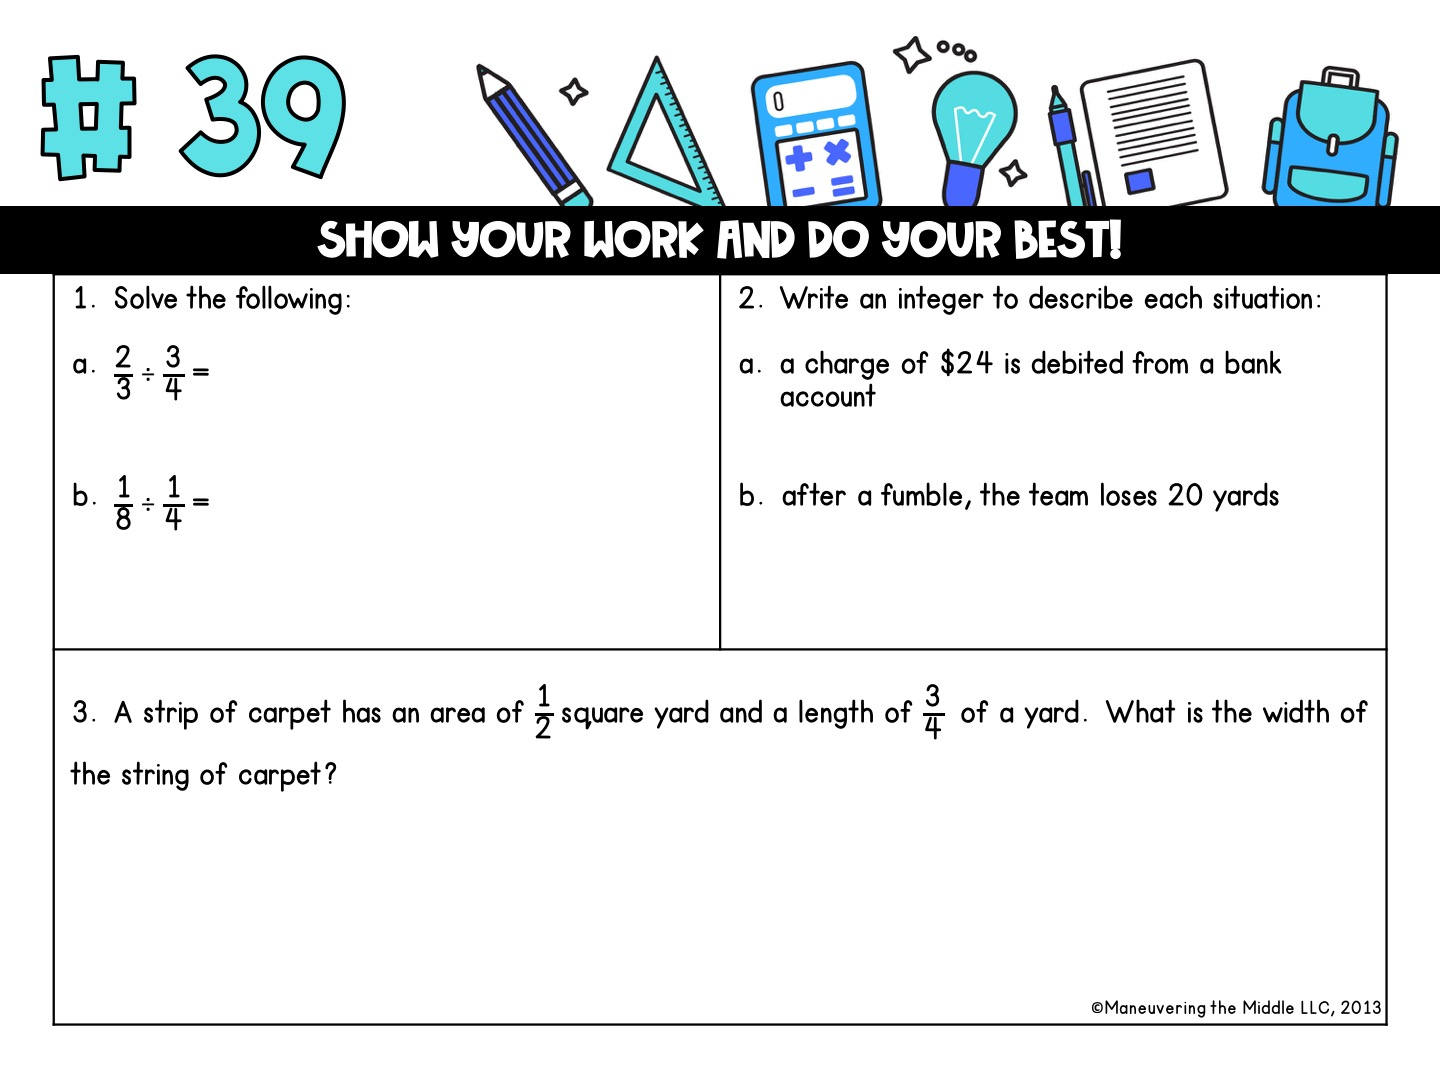 # 39
0
SHOW YOUR WORK AND DO YOUR BEST!
1. Solve the following:
a. 2/3 ÷ 3/4 =
b. 1/8 ÷ 1/4 =
2. Write an integer to describe each situation:
a. a charge of $24 is debited from a bank
account
b. after a fumble, the team loses 20 yards
3. A strip of carpet has an area of 1/2 square yard and a length of 3/4 of a yard. What is the width of
the string of carpet?
©Maneuvering the Middle LLC, 2013